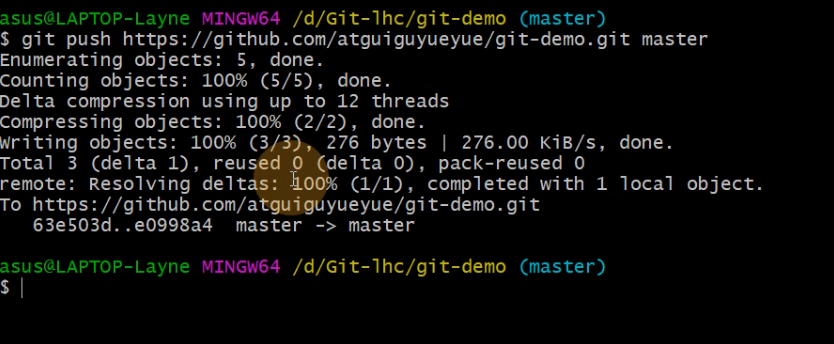 asus@LAPTOP-Layne MINGW64 /d/Git-lhc/git-demo (master)
$ git push https://github.com/atguiguyueyue/git-demo.git master
Enumerating objects: 5, done.
Counting objects: 100% (5/5), done.
Delta compression using up to 12 threads
Compressing objects: 100% (2/2), done.
Writing objects: 100% (3/3), 276 bytes | 276.00 KiB/s, done.
Total 3 (delta 1), reused 0 (delta 0), pack-reused 0
remote: Resolving deltas: 100% (1/1), completed with 1 local object.
To https://github.com/atguiguyueyue/git-demo.git
   63e503d..e0998a4  master -> master
asus@LAPTOP-Layne MINGW64 /d/Git-lhc/git-demo (master)
$